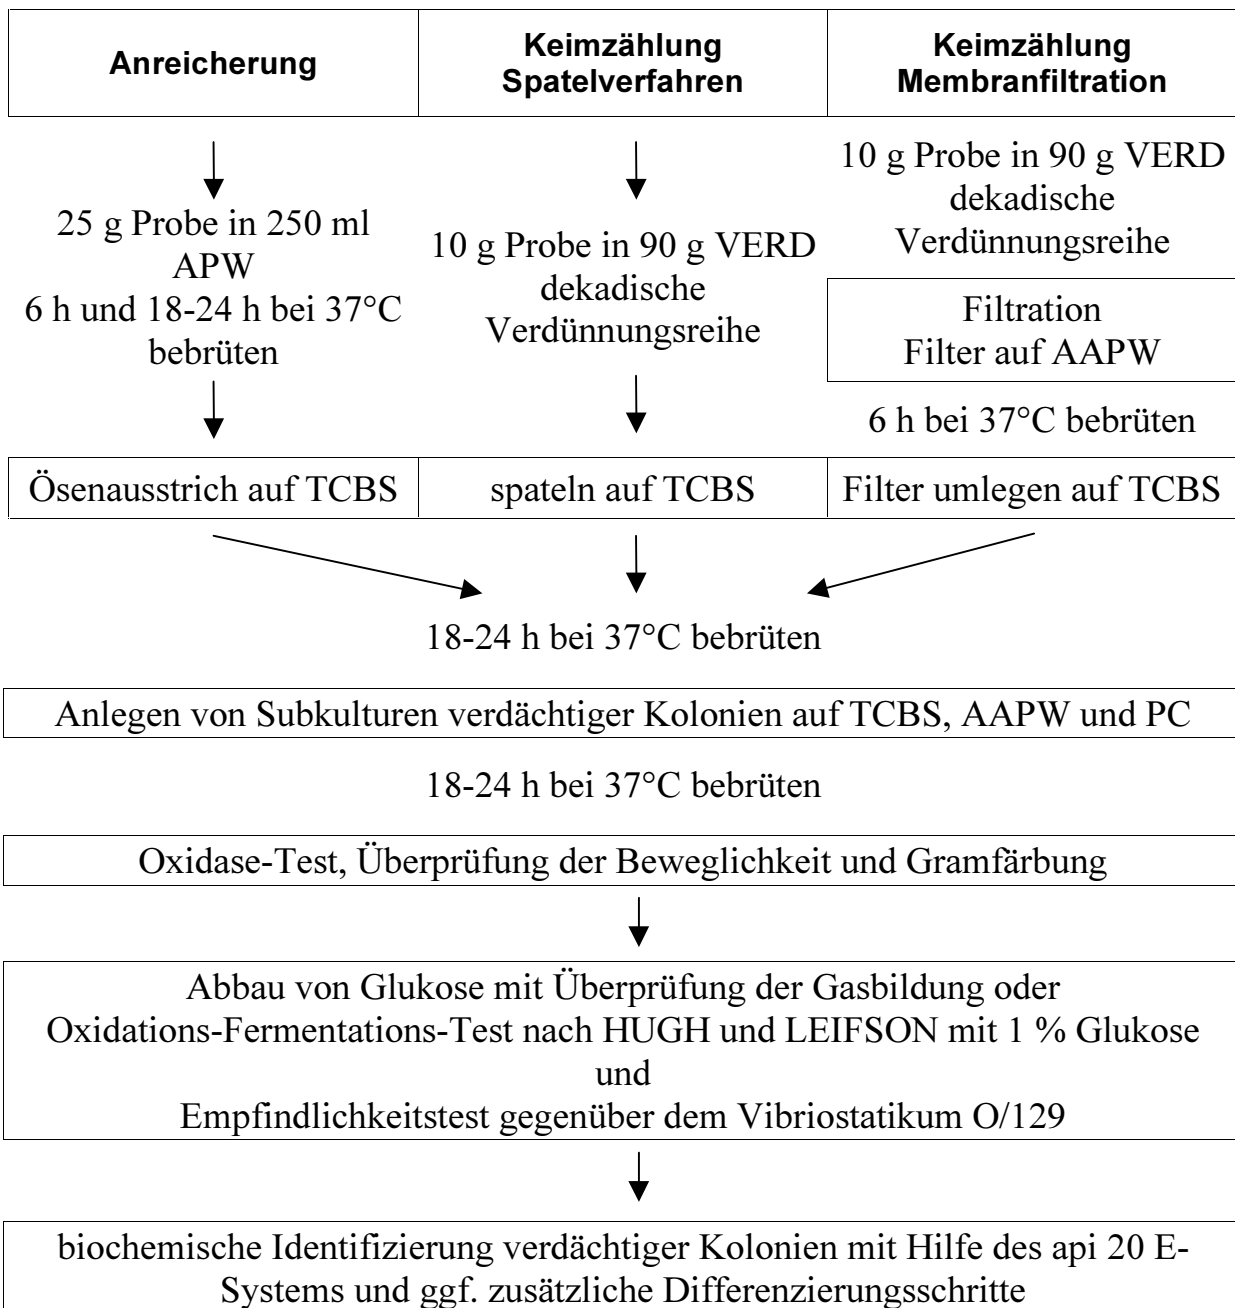 Anreicherung
Keimzählung
Spatelverfahren
Keimzählung
Membranfiltration
25 g Probe in 250 ml
APW
6 h und 18-24 h bei 37°C
bebrüten
10 g Probe in 90 g VERD
dekadische
Verdünnungsreihe
10 g Probe in 90 g VERD
dekadische
Verdünnungsreihe
Filtration
Filter auf AAPW
6 h bei 37°C bebrüten
Ösenausstrich auf TCBS
spateln auf TCBS
Filter umlegen auf TCBS
18-24 h bei 37°C bebrüten
Anlegen von Subkulturen verdächtiger Kolonien auf TCBS, AAPW und PC
18-24 h bei 37°C bebrüten
Oxidase-Test, Überprüfung der Beweglichkeit und Gramfärbung
Abbau von Glukose mit Überprüfung der Gasbildung oder
Oxidations-Fermentations-Test nach HUGH und LEIFSON mit 1 % Glukose
und
Empfindlichkeitstest gegenüber dem Vibriostatikum O/129
biochemische Identifizierung verdächtiger Kolonien mit Hilfe des api 20 E-
Systems und ggf. zusätzliche Differenzierungsschritte